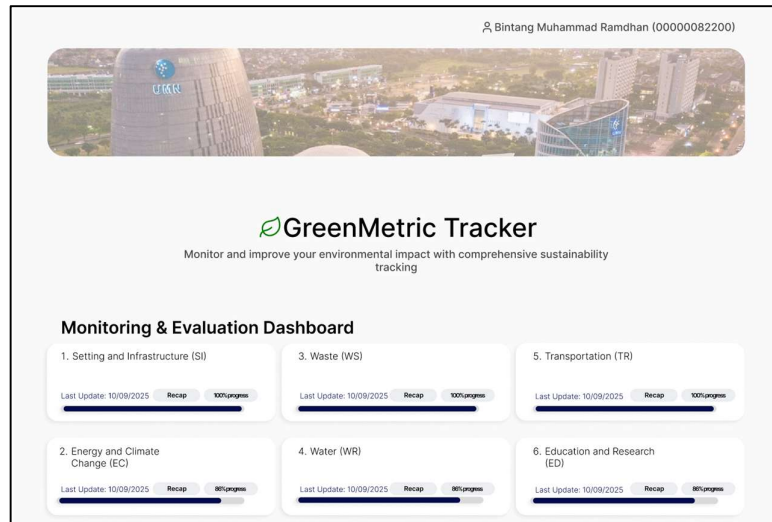 Bintang Muhammad Ramdhan (00000082200)
UMN
GreenMetric Tracker
Monitor and improve your environmental impact with comprehensive sustainability
tracking
Monitoring & Evaluation Dashboard
1. Setting and Infrastructure (SI)
Last Update: 10/09/2025 Recap 100% progress
3. Waste (WS)
Last Update: 10/09/2025 Recap 100% progress
5. Transportation (TR)
Last Update: 10/09/2025 Recap 100% progress
2. Energy and Climate
Change (EC)
Last Update: 10/09/2025 Recap 86% progress
4. Water (WR)
Last Update: 10/09/2025 Recap 86% progress
6. Education and Research
(ED)
Last Update: 10/09/2025 Recap 86% progress